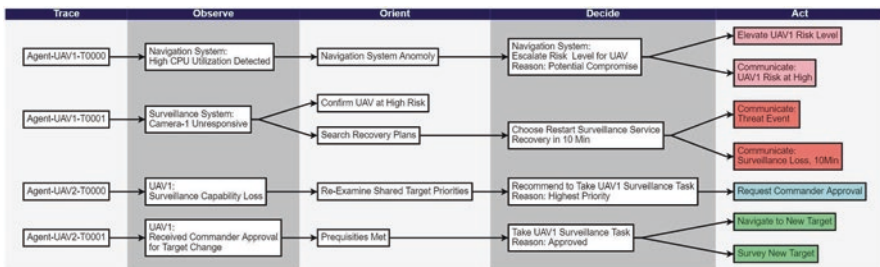 Trace
Observe
Orient
Decide
Act
Agent-UAV1-T0000
Navigation System:
High CPU Utilization Detected
Navigation System Anomoly
Navigation System:
Escalate Risk Level for UAV
Reason: Potential Compromise
Elevate UAV1 Risk Level
Communicate:
UAV1 Risk at High
Agent-UAV1-T0001
Surveillance System:
Camera-1 Unresponsive
Confirm UAV at High Risk
Search Recovery Plans
Choose Restart Surveillance Service
Recovery in 10 Min
Communicate:
Threat Event
Communicate:
Surveillance Loss, 10Min
Agent-UAV2-T0000
UAV1:
Surveillance Capability Loss
Re-Examine Shared Target Priorities
Recommend to Take UAV1 Surveillance Task
Reason: Highest Priority
Request Commander Approval
Agent-UAV2-T0001
UAV1:
Received Commander Approval
for Target Change
Prequisities Met
Take UAV1 Surveillance Task
Reason: Approved
Navigate to New Target
Survey New Target